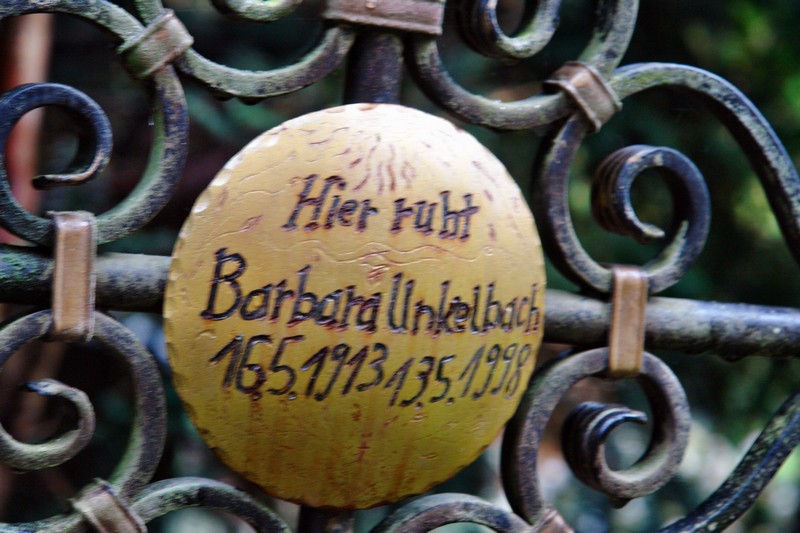 Hier ruht
Barbara Unkelbach
16.5.1913 13.5.1998